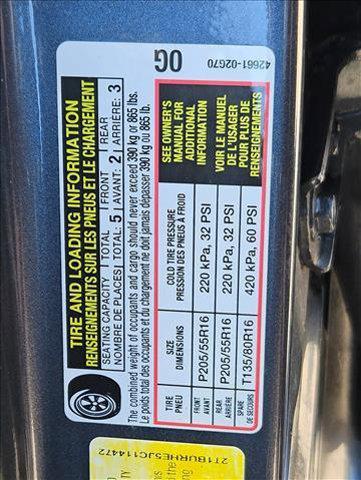 42661-02G70
0G
TIRE AND LOADING INFORMATION
RENSEIGNEMENTS SUR LES PNEUS ET LE CHARGEMENT
SEATING CAPACITY | FRONT | REAR
NOMBRE DE PLACES| TOTAL: 5 | AVANT: 2 | ARRIÈRE: 3
The combined weight of occupants and cargo should never exceed 390 kg or 865 lbs.
Le poids total des occupants et du chargement ne doit jamais dépasser 390 kg ou 865 lb.
TIRE SIZE COLD TIRE PRESSURE
PNEU DIMENSIONS PRESSION DES PNEUS À FROID
FRONT
AVANT P205/55R16 220 kPa, 32 PSI
REAR
ARRIÈRE P205/55R16 220 kPa, 32 PSI
SPARE
DE SECOURS T135/80R16 420 kPa, 60 PSI
SEE OWNER'S
MANUAL FOR
ADDITIONAL
INFORMATION
VOIR LE MANUEL
DE L'USAGER
POUR PLUS DE
RENSEIGNEMENTS
2T1BURHE5JC114472